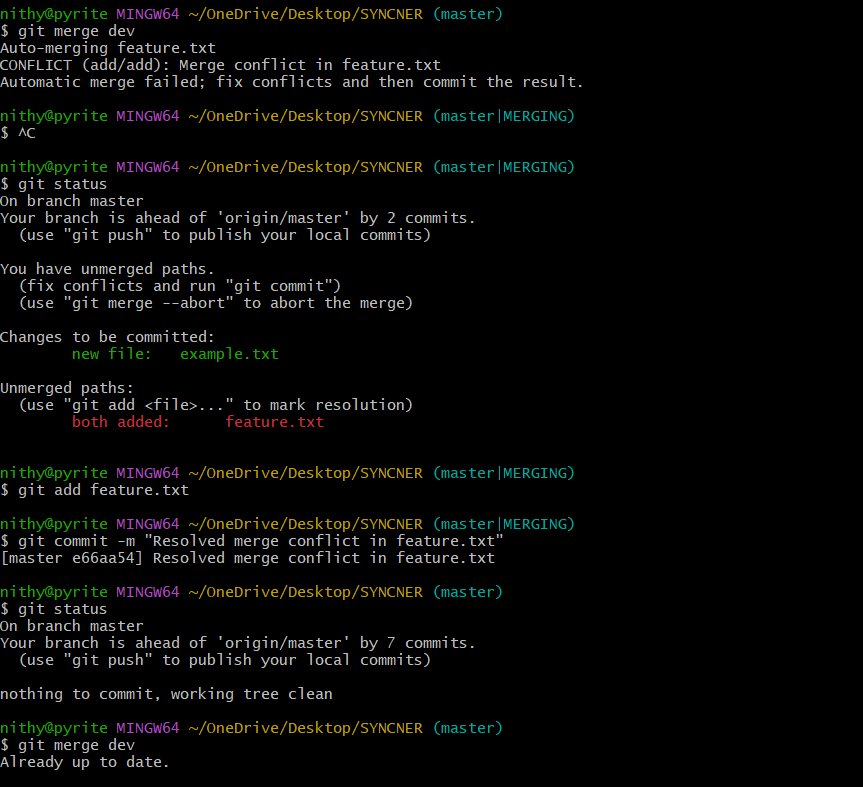 nithy@pyrite MINGW64 ~/OneDrive/Desktop/SYNCNER (master)
$ git merge dev
Auto-merging feature.txt
CONFLICT (add/add): Merge conflict in feature.txt
Automatic merge failed; fix conflicts and then commit the result.
nithy@pyrite MINGW64 ~/OneDrive/Desktop/SYNCNER (master|MERGING)
$ ^C
nithy@pyrite MINGW64 ~/OneDrive/Desktop/SYNCNER (master|MERGING)
$ git status
On branch master
Your branch is ahead of 'origin/master' by 2 commits.
  (use "git push" to publish your local commits)
You have unmerged paths.
  (fix conflicts and run "git commit")
  (use "git merge --abort" to abort the merge)
Changes to be committed:
        new file:   example.txt
Unmerged paths:
  (use "git add <file>..." to mark resolution)
        both added:      feature.txt
nithy@pyrite MINGW64 ~/OneDrive/Desktop/SYNCNER (master|MERGING)
$ git add feature.txt
nithy@pyrite MINGW64 ~/OneDrive/Desktop/SYNCNER (master|MERGING)
$ git commit -m "Resolved merge conflict in feature.txt"
[master e66aa54] Resolved merge conflict in feature.txt
nithy@pyrite MINGW64 ~/OneDrive/Desktop/SYNCNER (master)
$ git status
On branch master
Your branch is ahead of 'origin/master' by 7 commits.
  (use "git push" to publish your local commits)
nothing to commit, working tree clean
nithy@pyrite MINGW64 ~/OneDrive/Desktop/SYNCNER (master)
$ git merge dev
Already up to date.